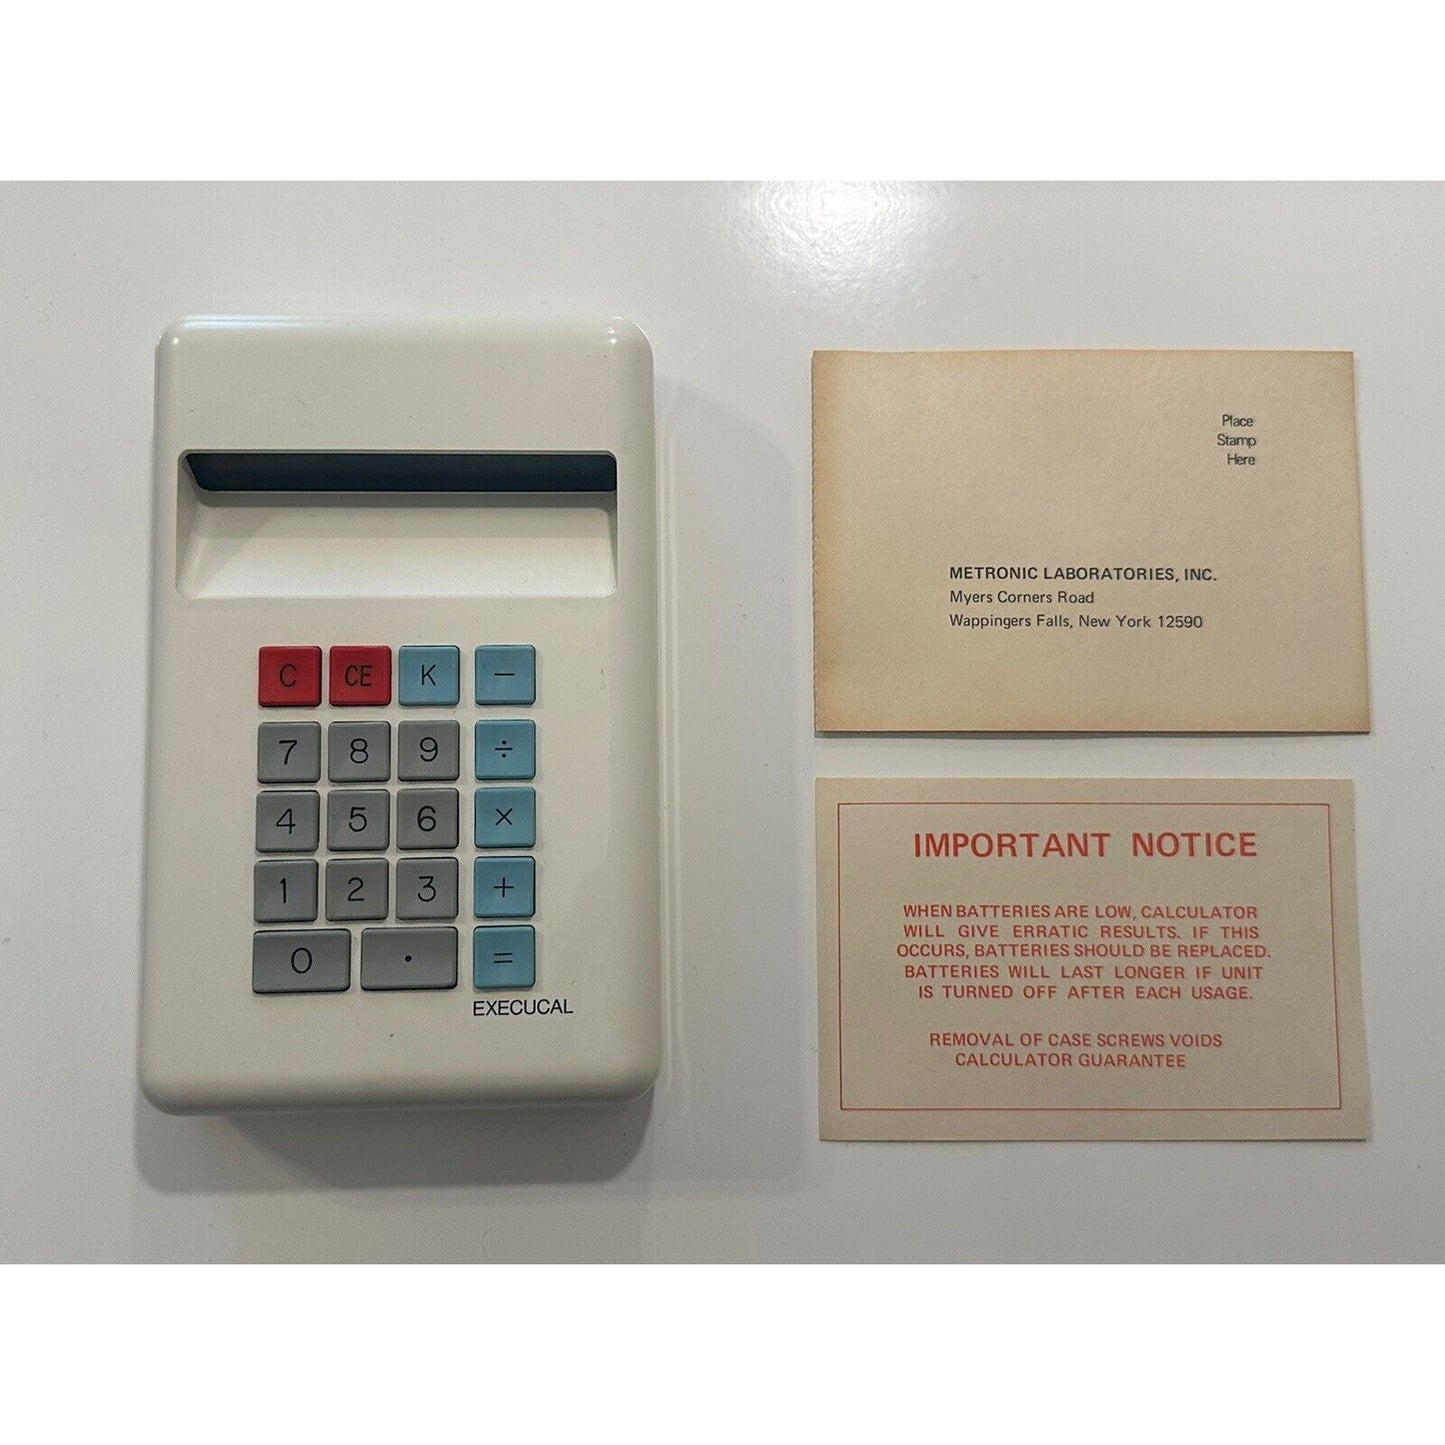 C CE K −
7 8 9 ÷
4 5 6 ×
1 2 3 +
0 . =
EXECUCAL
Place
Stamp
Here
METRONIC LABORATORIES, INC.
Myers Corners Road
Wappingers Falls, New York 12590
IMPORTANT NOTICE
WHEN BATTERIES ARE LOW, CALCULATOR
WILL GIVE ERRATIC RESULTS. IF THIS
OCCURS, BATTERIES SHOULD BE REPLACED.
BATTERIES WILL LAST LONGER IF UNIT
IS TURNED OFF AFTER EACH USAGE.
REMOVAL OF CASE SCREWS VOIDS
CALCULATOR GUARANTEE